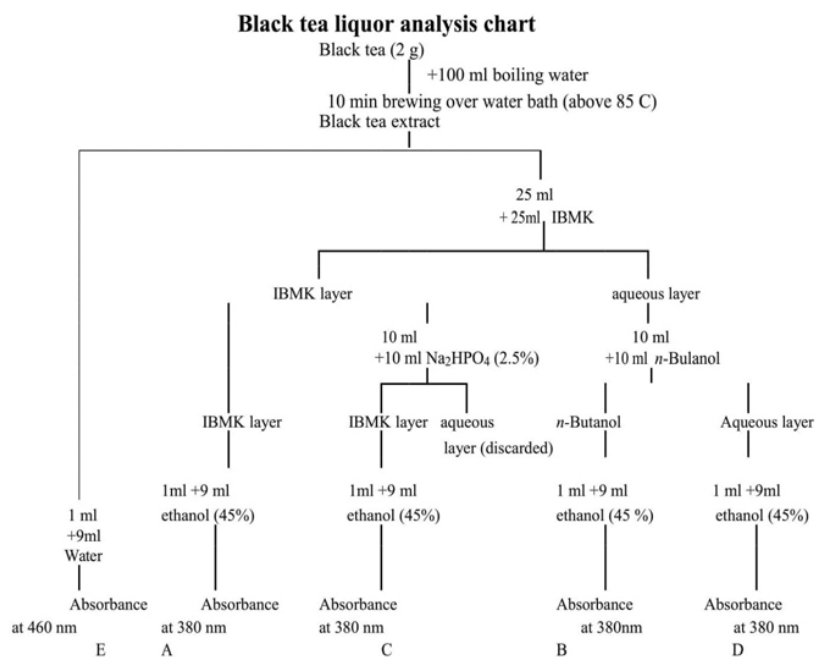 Black tea liquor analysis chart
Black tea (2 g)
+100 ml boiling water
10 min brewing over water bath (above 85 C)
Black tea extract
25 ml
+ 25ml IBMK
IBMK layer
aqueous layer
10 ml
+10 ml Na₂HPO₄ (2.5%)
10 ml
+10 ml n-Bulanol
IBMK layer
IBMK layer
aqueous
layer (discarded)
n-Butanol
Aqueous layer
1 ml
+9ml
Water
1ml +9 ml
ethanol (45%)
1ml +9 ml
ethanol (45%)
1 ml +9 ml
ethanol (45 %)
1 ml +9ml
ethanol (45%)
Absorbance
at 460 nm
E
Absorbance
at 380 nm
A
Absorbance
at 380 nm
C
Absorbance
at 380nm
B
Absorbance
at 380 nm
D